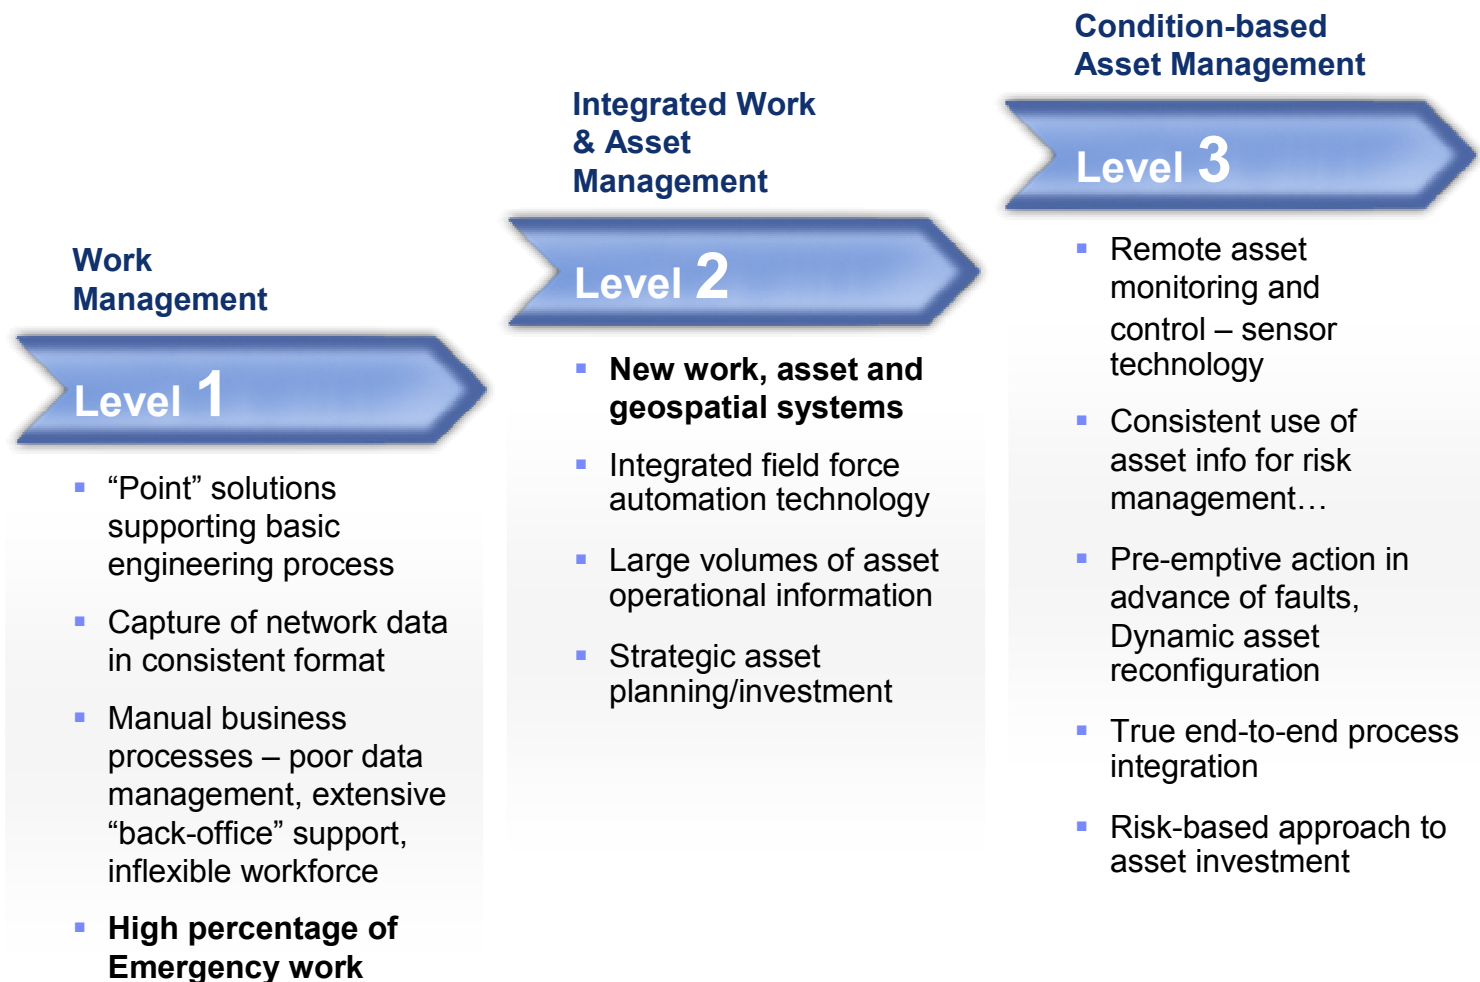 Work
Management
Level 1
▪ “Point” solutions
supporting basic
engineering process
▪ Capture of network data
in consistent format
▪ Manual business
processes – poor data
management, extensive
“back-office” support,
inflexible workforce
▪ High percentage of
Emergency work
Integrated Work
& Asset
Management
Level 2
▪ New work, asset and
geospatial systems
▪ Integrated field force
automation technology
▪ Large volumes of asset
operational information
▪ Strategic asset
planning/investment
Condition-based
Asset Management
Level 3
▪ Remote asset
monitoring and
control – sensor
technology
▪ Consistent use of
asset info for risk
management…
▪ Pre-emptive action in
advance of faults,
Dynamic asset
reconfiguration
▪ True end-to-end process
integration
▪ Risk-based approach to
asset investment